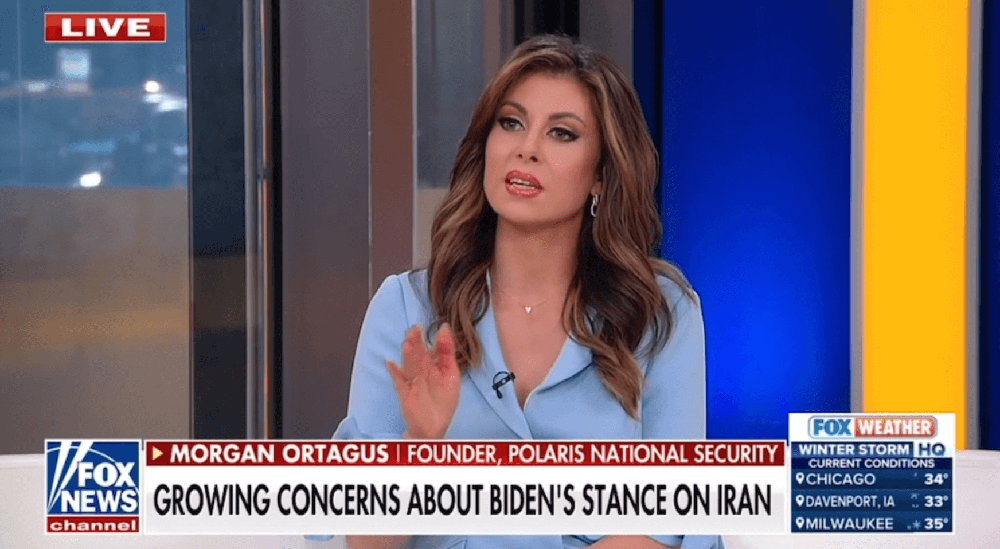 LIVE
MORGAN ORTAGUS | FOUNDER, POLARIS NATIONAL SECURITY
GROWING CONCERNS ABOUT BIDEN'S STANCE ON IRAN
FOX
NEWS
channel
FOX WEATHER
WINTER STORM HQ
CURRENT CONDITIONS
CHICAGO 34°
DAVENPORT, IA 33°
MILWAUKEE 35°